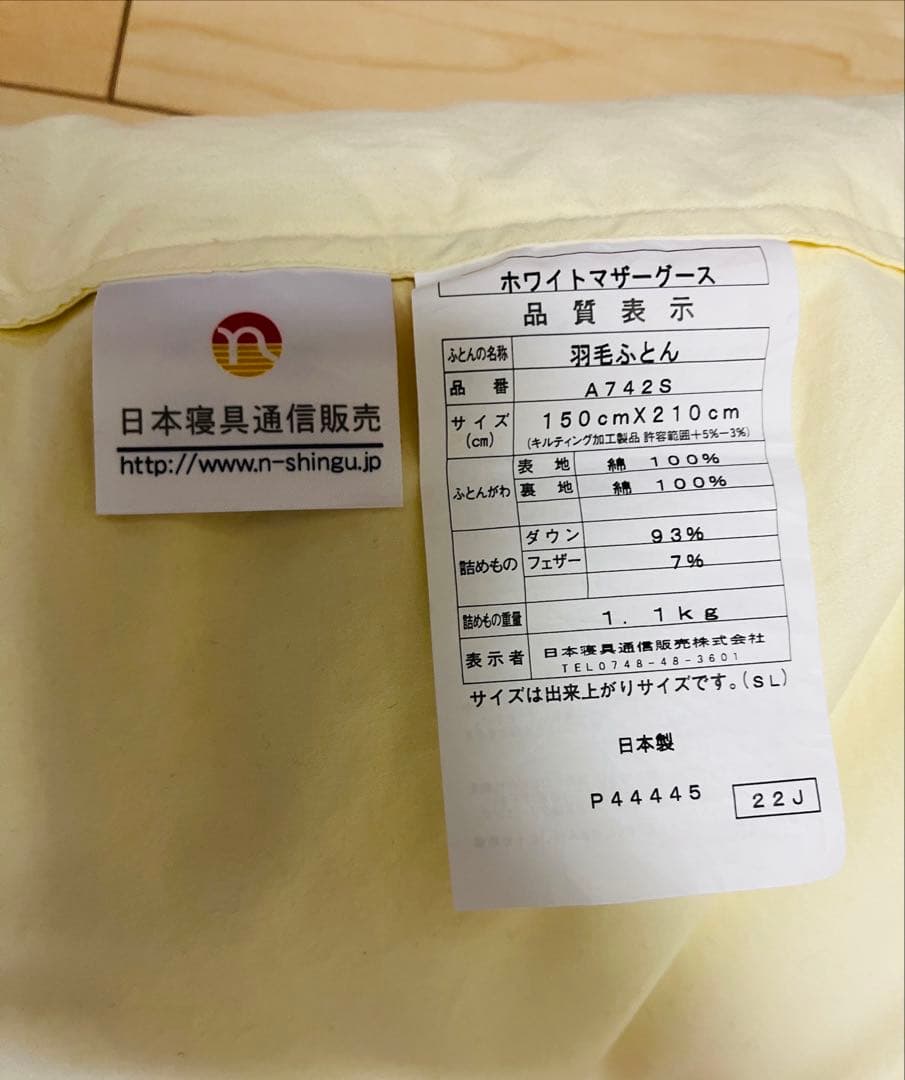 n
日本寝具通信販売
http://www.n-shingu.jp
ホワイトマザーグース
品質表示
ふとんの名称 羽毛ふとん
品番 A742S
サイズ(cm) 150cmX210cm
(キルティング加工製品 許容範囲+5%-3%)
ふとんがわ 表地 綿 100%
裏地 綿 100%
詰めもの ダウン 93%
フェザー 7%
詰めもの重量 1.1kg
表示者 日本寝具通信販売株式会社
TEL0748-48-3601
サイズは出来上がりサイズです。(SL)
日本製
P44445 22J